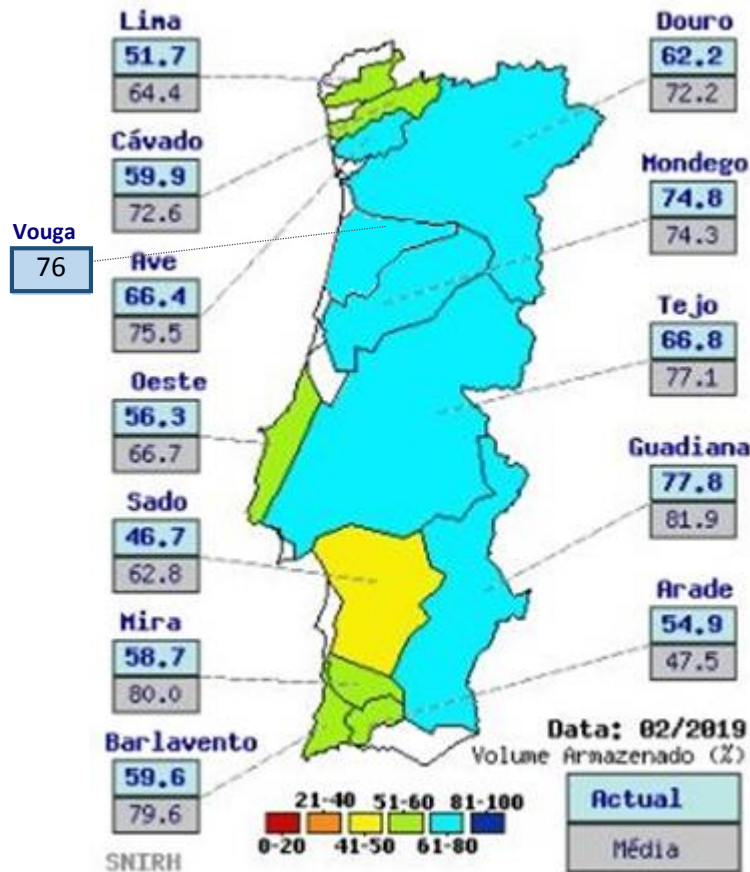 Lima
51.7
64.4
Cávado
59.9
72.6
Vouga
76
Ave
66.4
75.5
Oeste
56.3
66.7
Sado
46.7
62.8
Mira
58.7
80.0
Barlavento
59.6
79.6
SNIRH
Douro
62.2
72.2
Mondego
74.8
74.3
Tejo
66.8
77.1
Guadiana
77.8
81.9
Arade
54.9
47.5
Data: 02/2019
Volume Armazenado (%)
21-40 51-60 81-100
0-20 41-50 61-80
Actual
Média